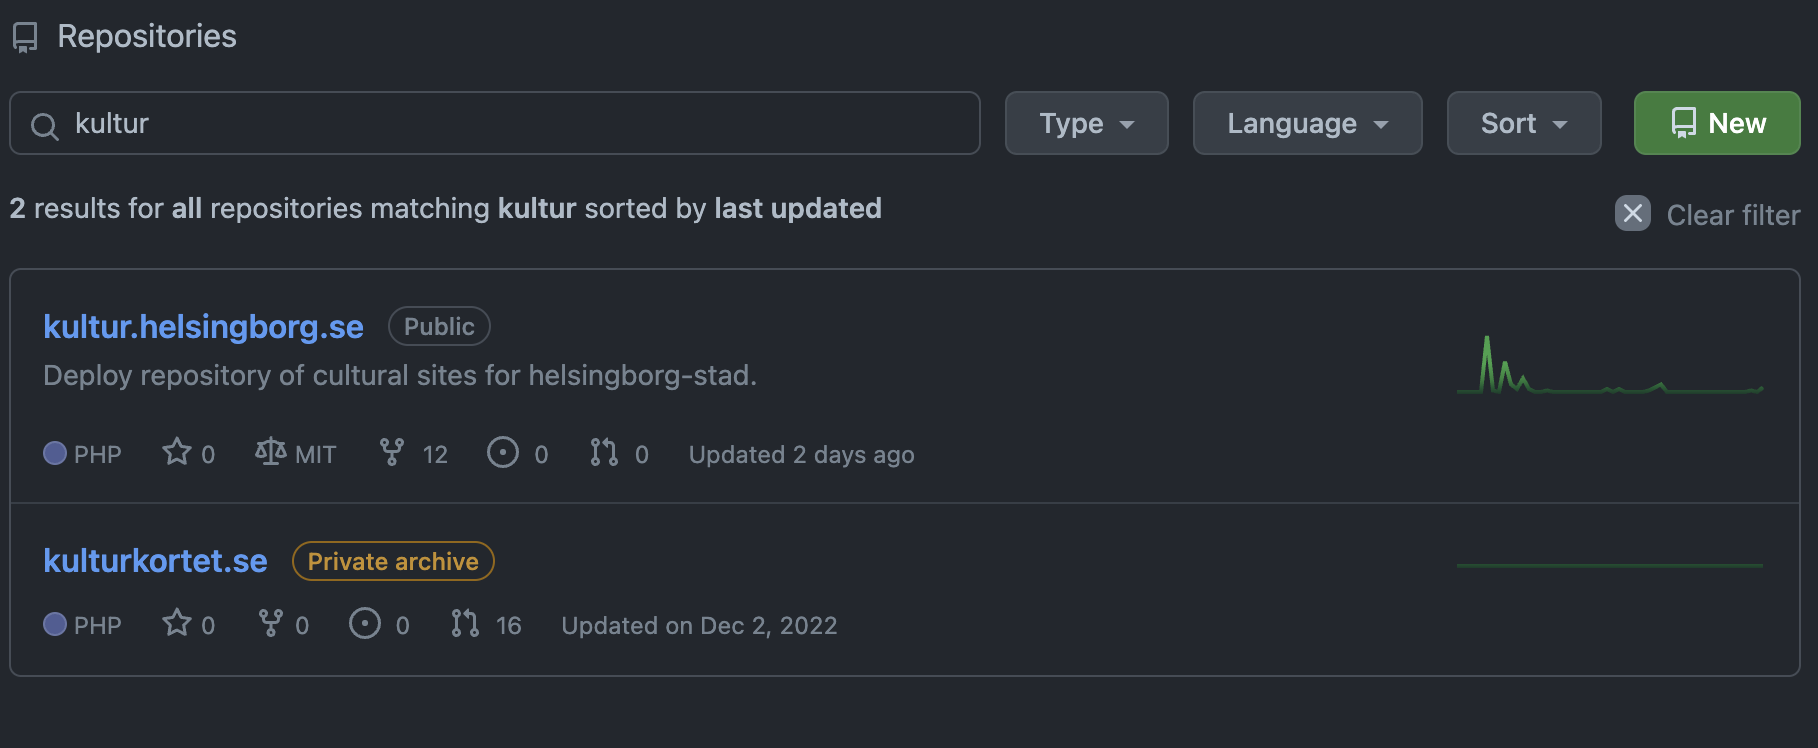 Repositories
kultur
Type
Language
Sort
New
2 results for all repositories matching kultur sorted by last updated
Clear filter
kultur.helsingborg.se Public
Deploy repository of cultural sites for helsingborg-stad.
PHP 0 MIT 12 0 0 Updated 2 days ago
kulturkortet.se Private archive
PHP 0 0 0 16 Updated on Dec 2, 2022